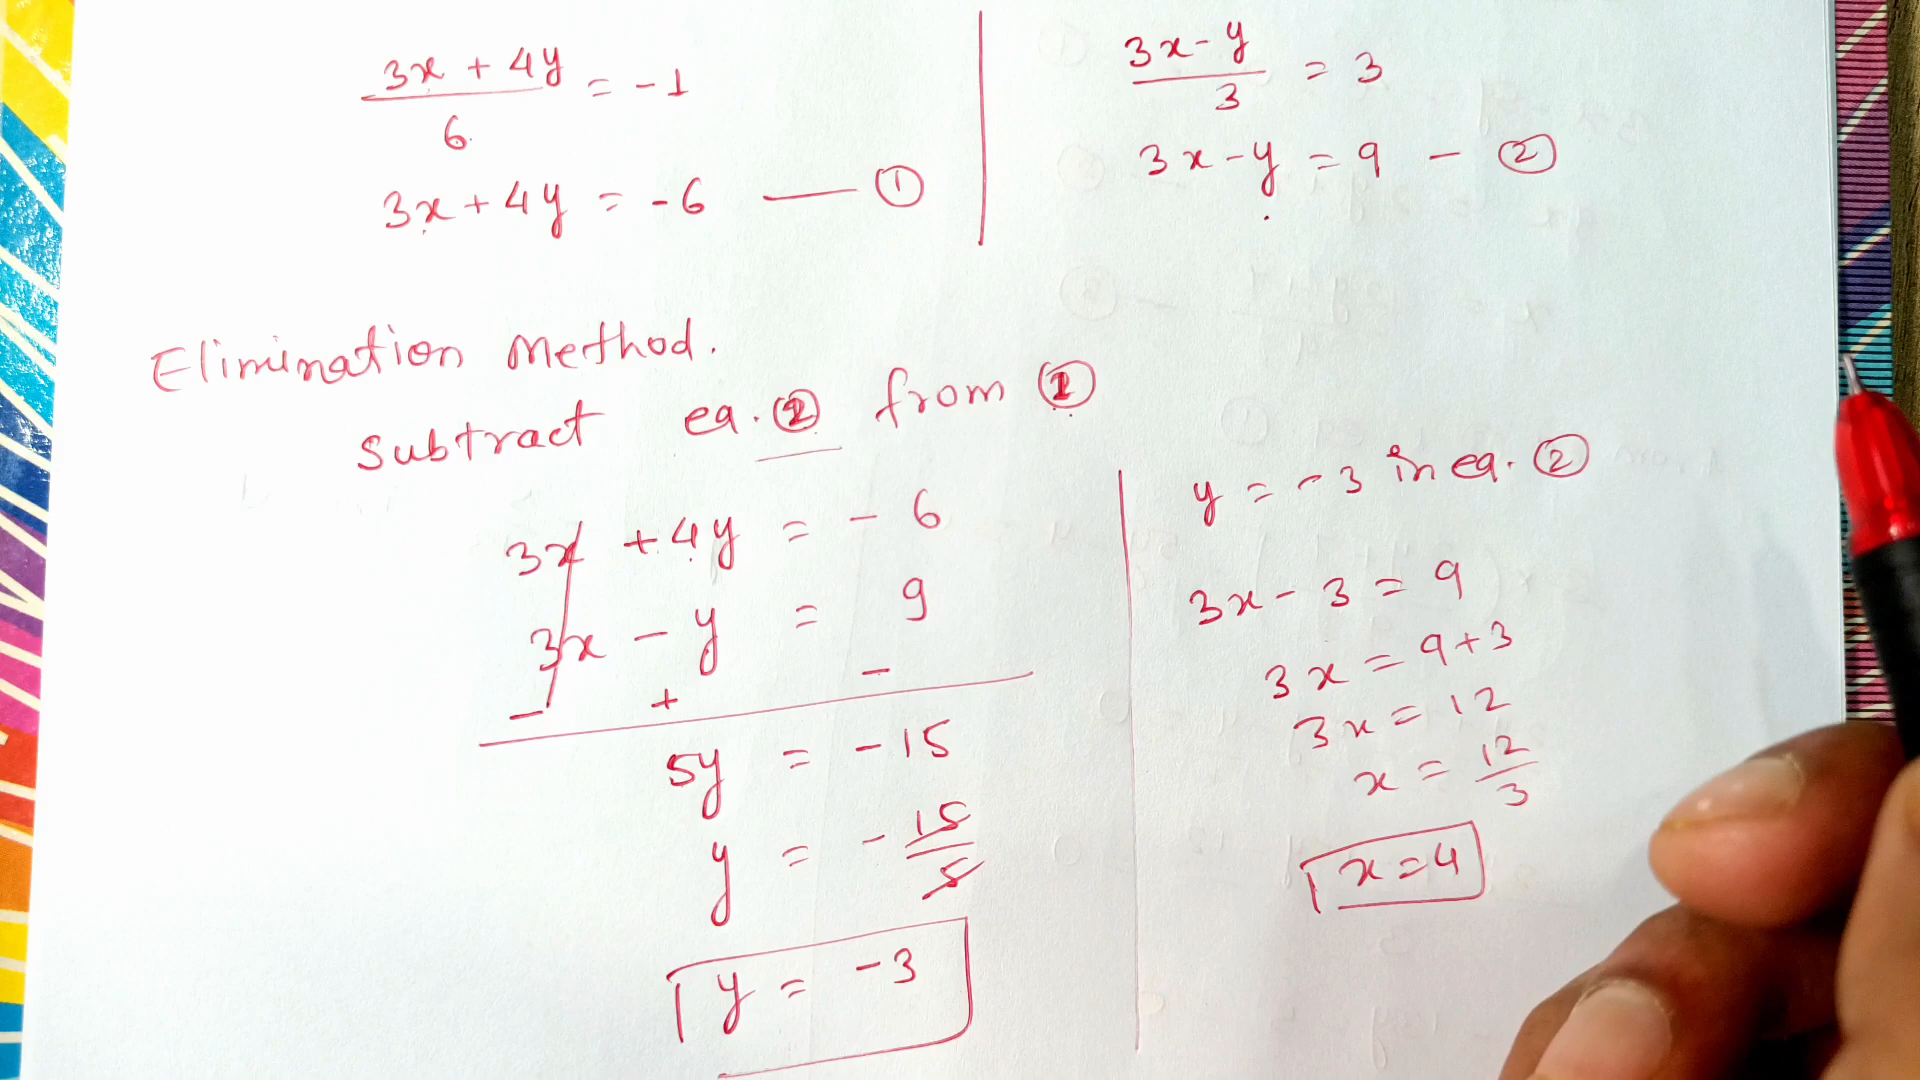 3x + 4y / 6 = -1
3x + 4y = -6 — ①
3x - y / 3 = 3
3x - y = 9 - ②
Elimination Method.
Subtract eq. ② from ①
3x + 4y = - 6
3x - y = 9
- + -
5y = -15
y = - 15 / 5
y = -3
y = -3 in eq. ②
3x - 3 = 9
3x = 9+3
3x = 12
x = 12 / 3
x = 4